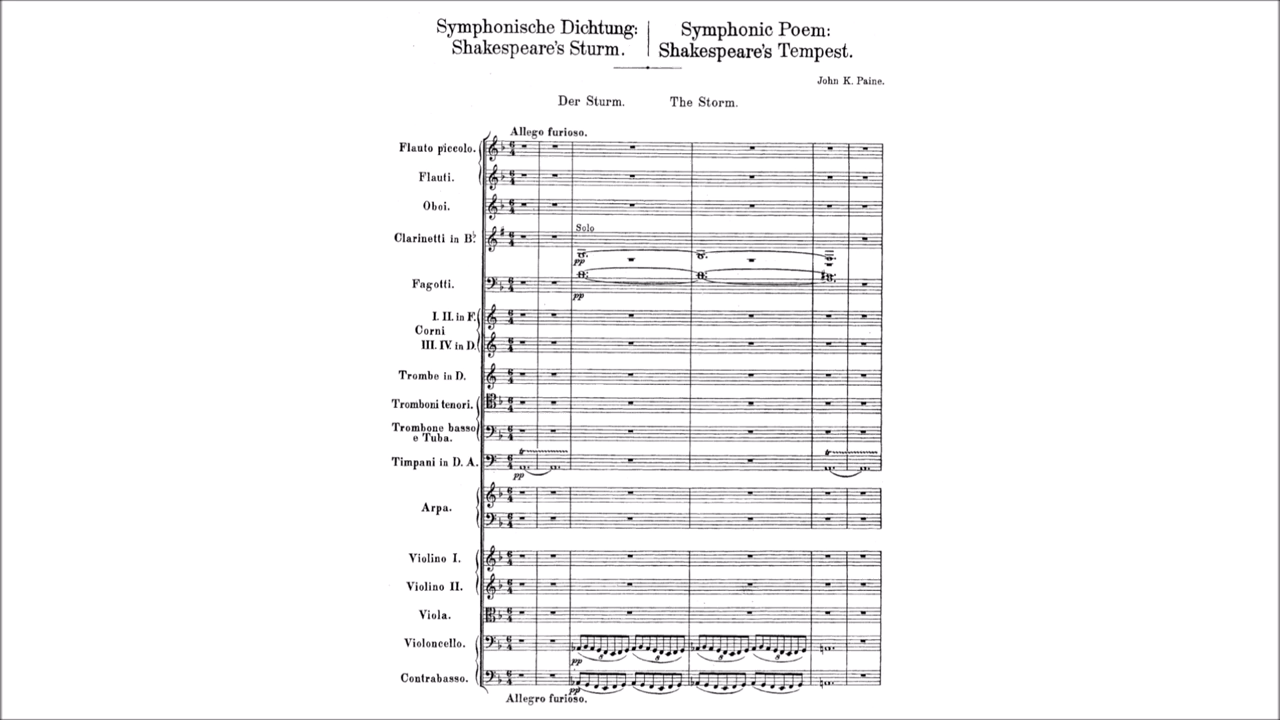 Symphonische Dichtung:
Shakespeare's Sturm.
Symphonic Poem:
Shakespeare's Tempest.
John K. Paine.
Der Sturm.
The Storm.
Allego furioso.
Flauto piccolo.
Flauti.
Oboi.
Clarinetti in B♭.
Solo
pp
Fagotti.
pp
I. II. in F.
Corni
III. IV. in D.
Trombe in D.
Tromboni tenori.
Trombone basso
e Tuba.
Timpani in D. A.
pp
Arpa.
Violino I.
Violino II.
Viola.
Violoncello.
pp
Contrabasso.
pp
Allegro furioso.